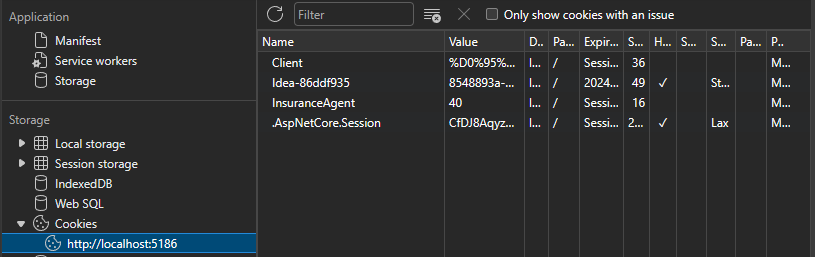 Application
Manifest
Service workers
Storage
Storage
Local storage
Session storage
IndexedDB
Web SQL
Cookies
http://localhost:5186
Filter Only show cookies with an issue
Name Value D.. Pa... Expir... S... H... S... S... Pa... P..
Client %D0%95%... l... / Sessi... 36 M...
Idea-86ddf935 8548893a-... l... / 2024... 49 ✓ St... M...
InsuranceAgent 40 l... / Sessi... 16 M...
.AspNetCore.Session CfDJ8Aqyz... l... / Sessi... 2... ✓ Lax M...